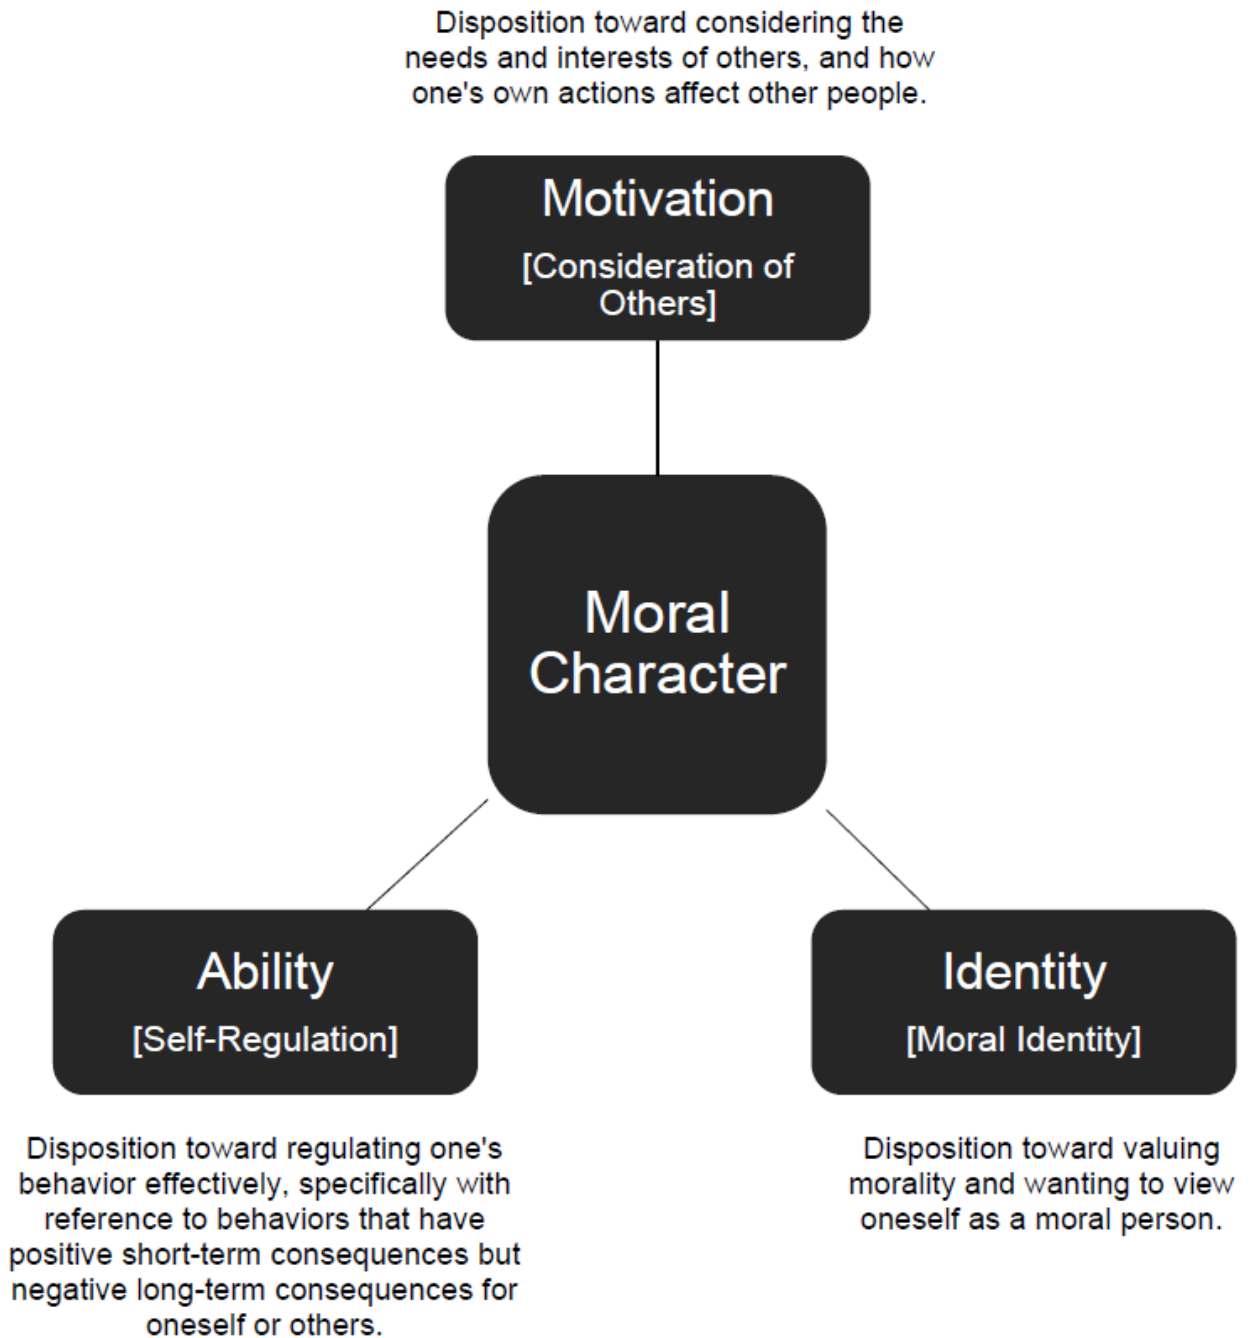 Disposition toward considering the
needs and interests of others, and how
one's own actions affect other people.
Motivation
[Consideration of
Others]
Moral
Character
Ability
[Self-Regulation]
Disposition toward regulating one's
behavior effectively, specifically with
reference to behaviors that have
positive short-term consequences but
negative long-term consequences for
oneself or others.
Identity
[Moral Identity]
Disposition toward valuing
morality and wanting to view
oneself as a moral person.